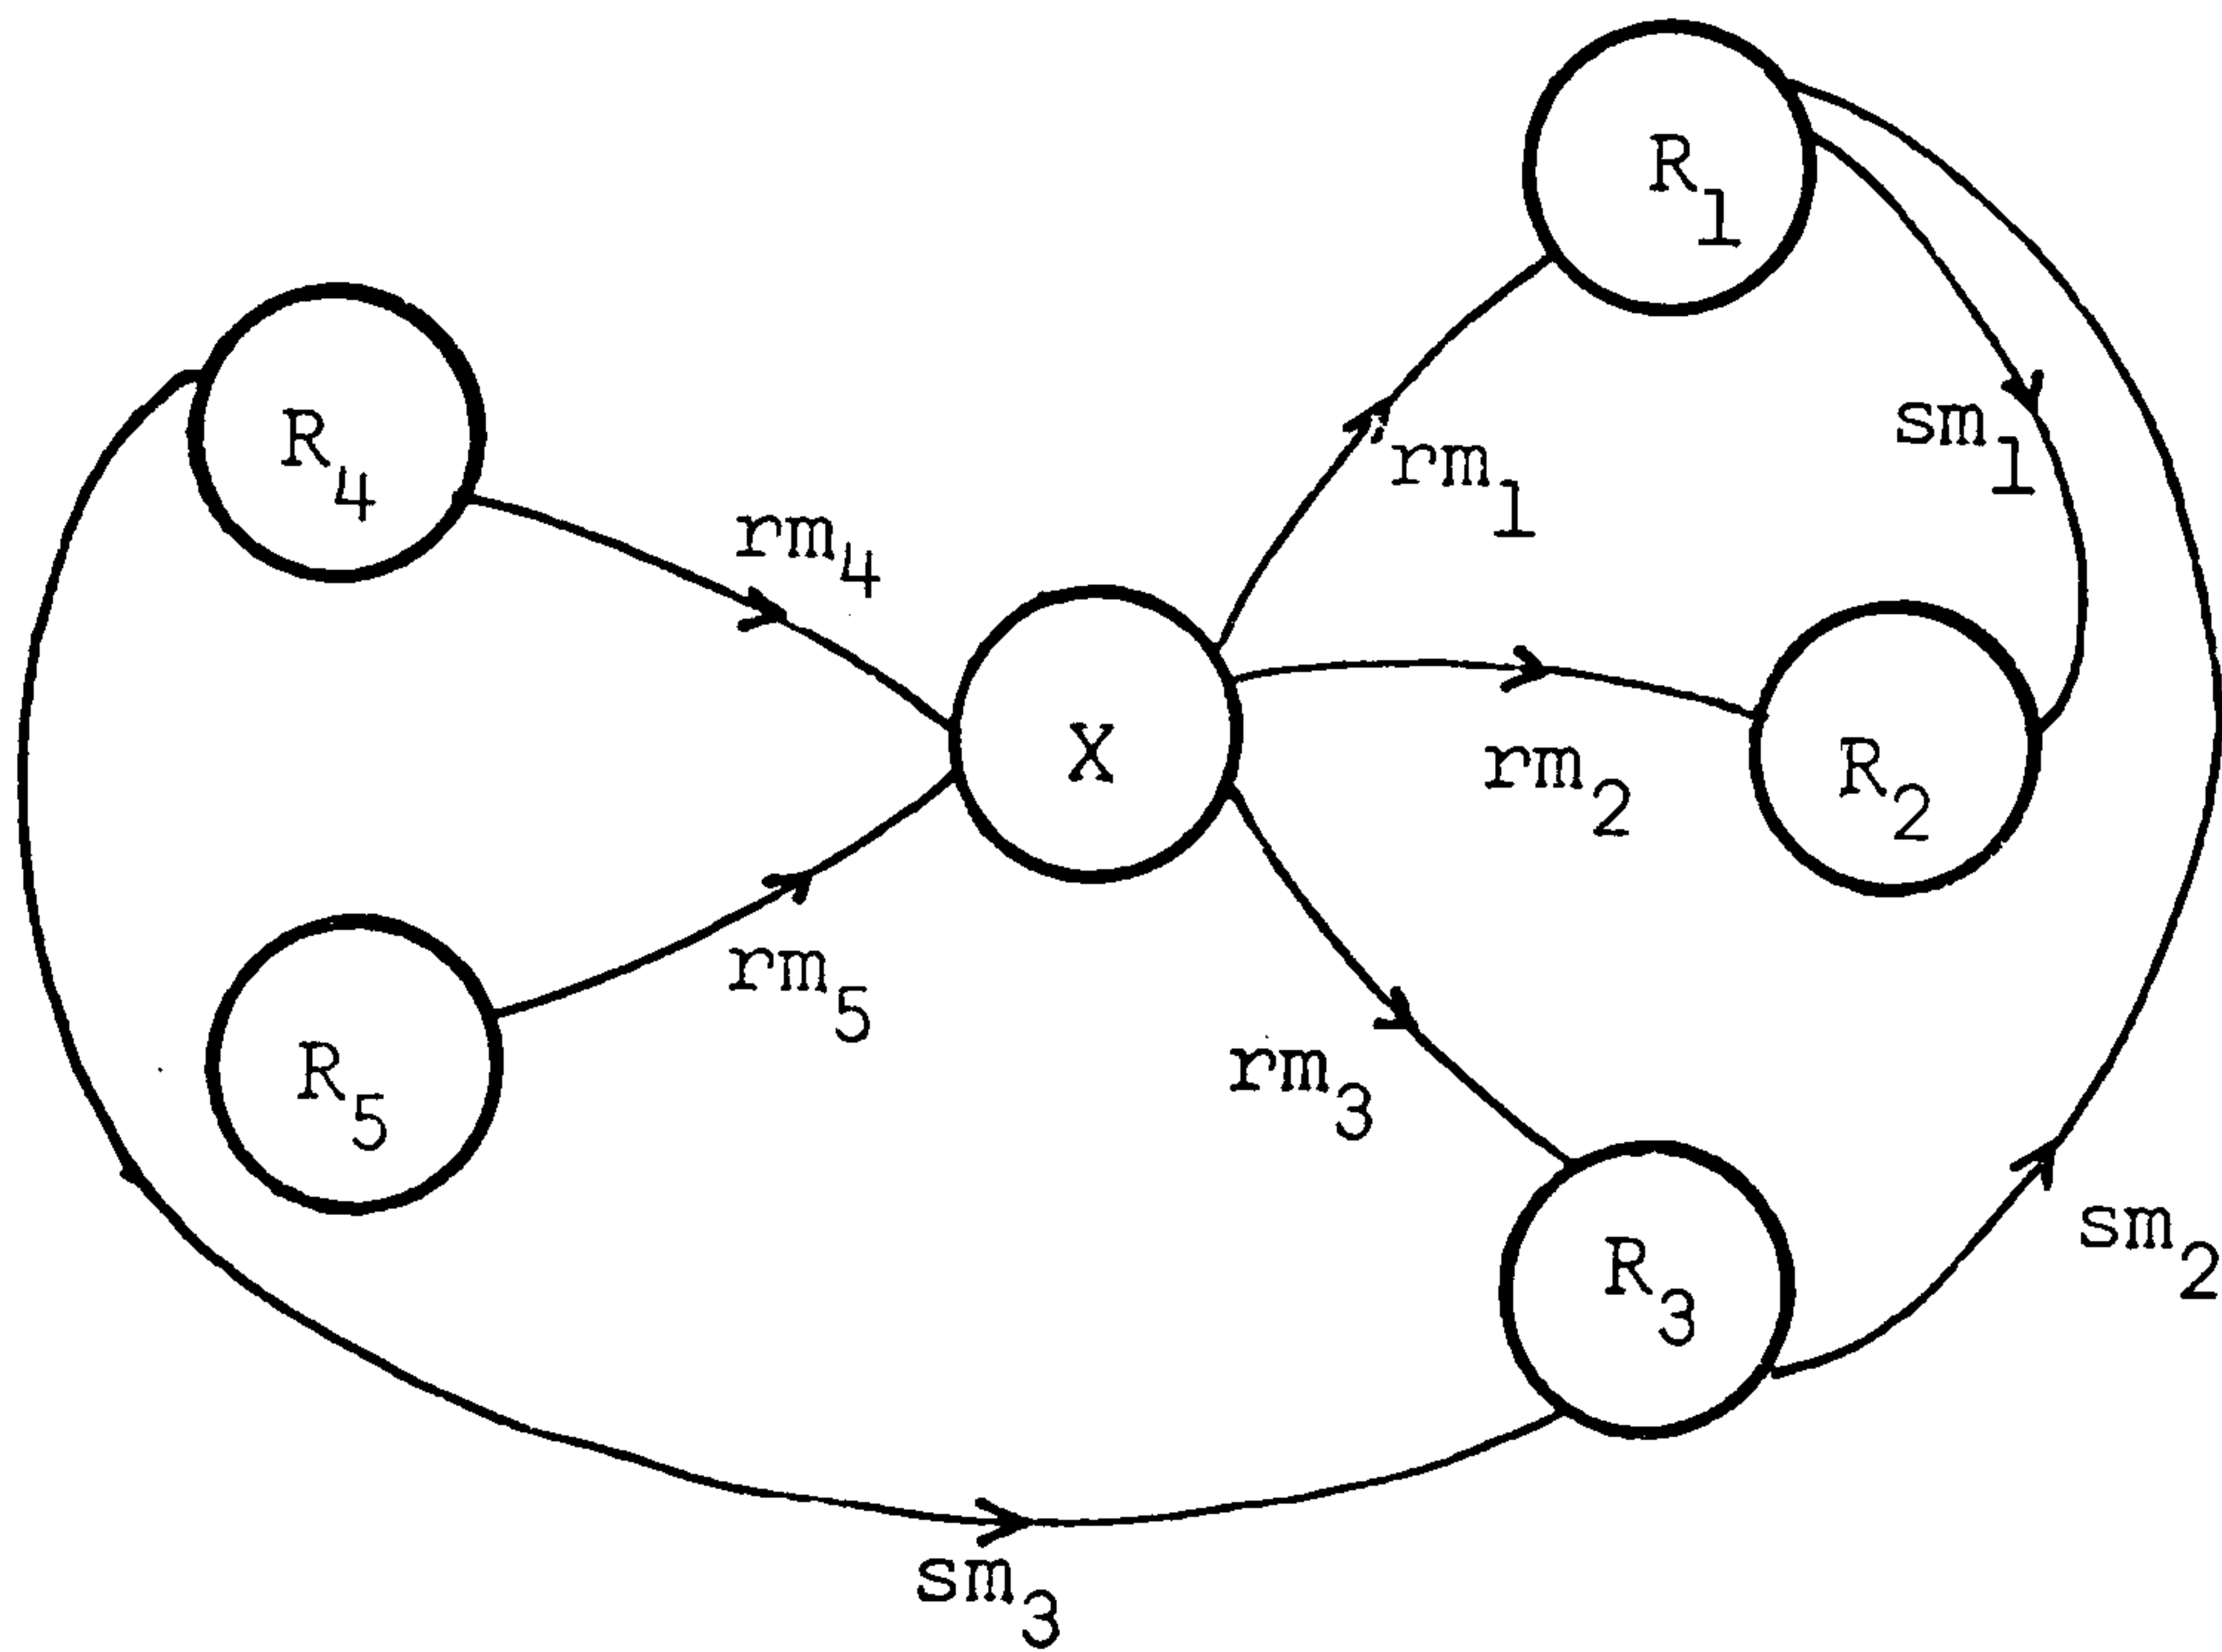 R₁
R₄
sm₁
rm₁
rm₄
X
R₂
rm₂
rm₅
R₅
rm₃
R₃
sm₂
sm₃